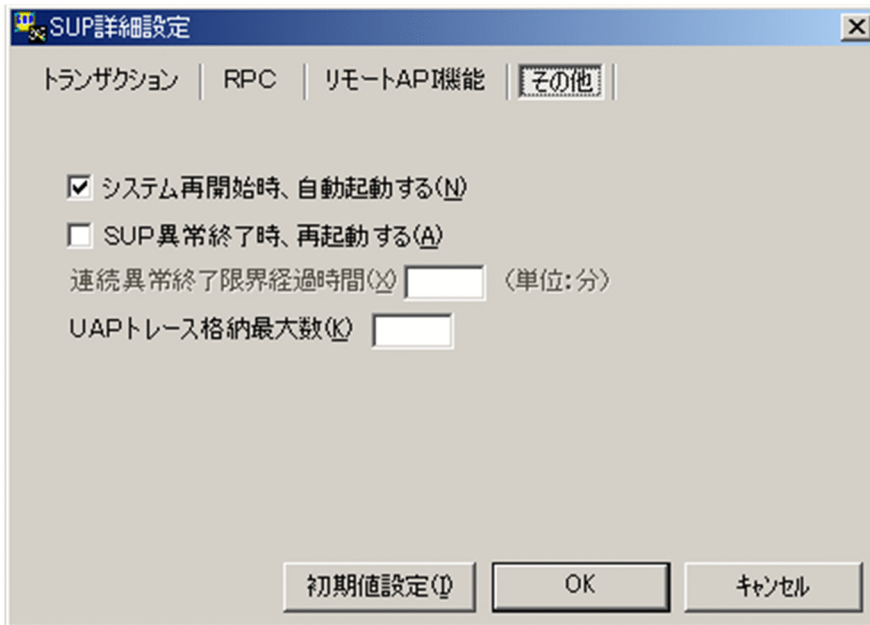 SUP詳細設定
トランザクション RPC リモートAPI機能 その他
システム再開始時、自動起動する(N)
SUP異常終了時、再起動する(A)
連続異常終了限界経過時間(X) (単位:分)
UAPトレース格納最大数(K)
初期値設定(I) OK キャンセル